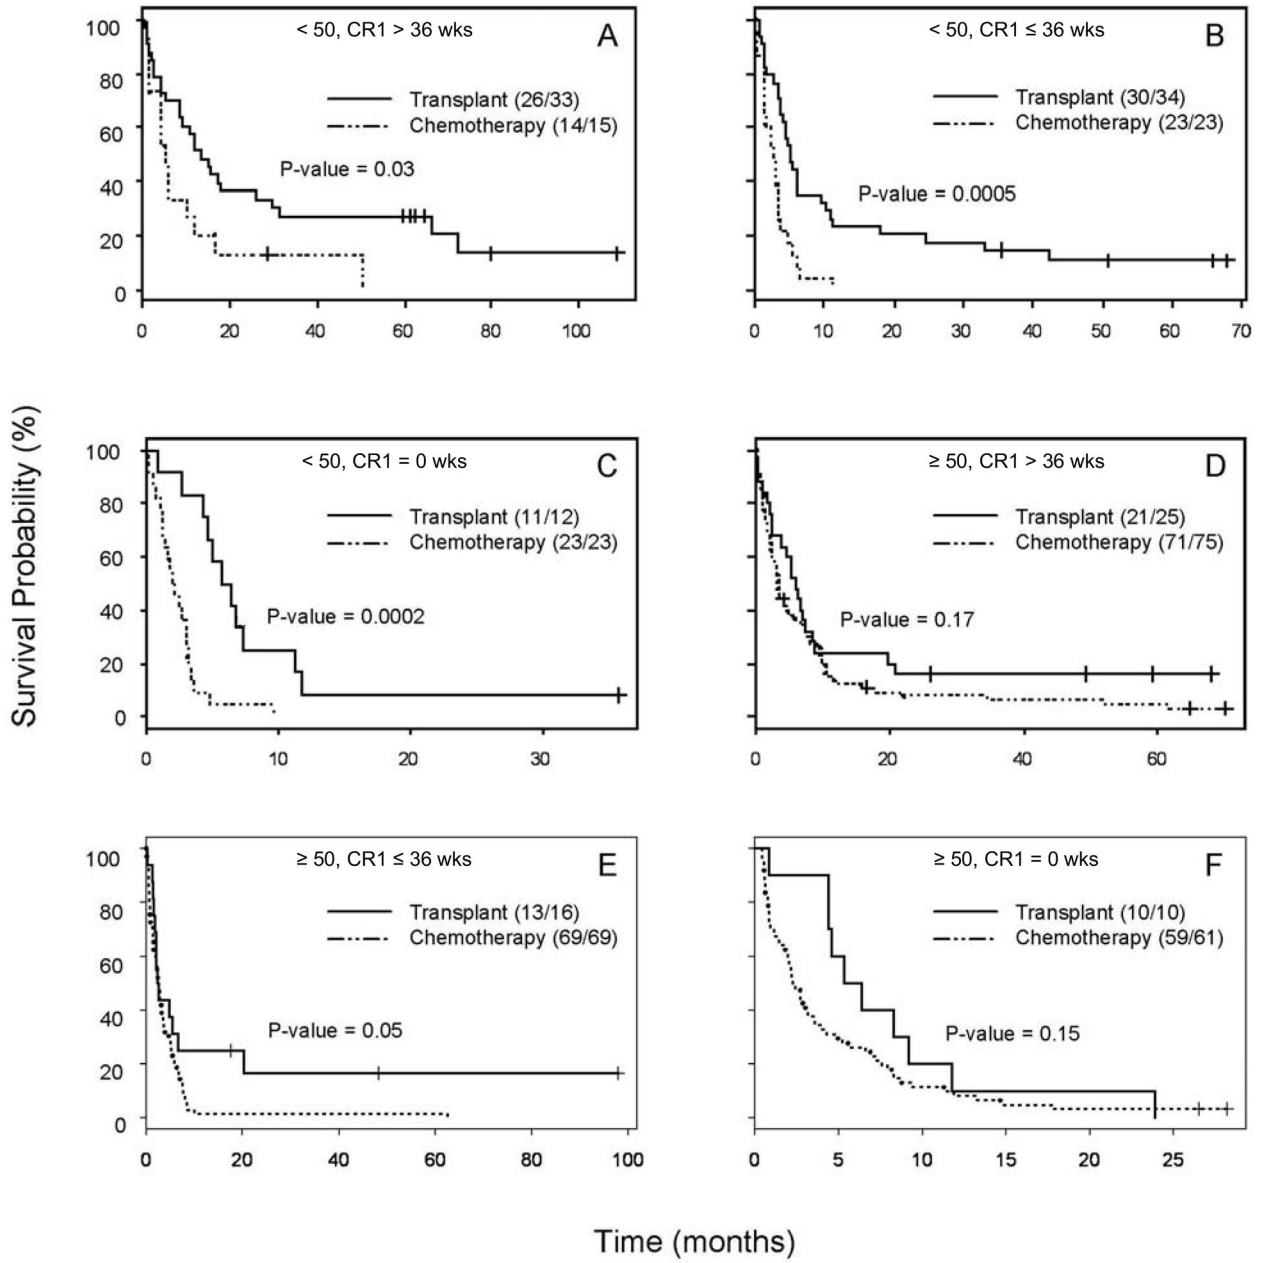 Survival Probability (%)
< 50, CR1 > 36 wks
A
Transplant (26/33)
Chemotherapy (14/15)
P-value = 0.03
100
80
60
40
20
0
0 20 40 60 80 100
< 50, CR1 ≤ 36 wks
B
Transplant (30/34)
Chemotherapy (23/23)
P-value = 0.0005
0 10 20 30 40 50 60 70
< 50, CR1 = 0 wks
C
Transplant (11/12)
Chemotherapy (23/23)
P-value = 0.0002
100
80
60
40
20
0
0 10 20 30
≥ 50, CR1 > 36 wks
D
Transplant (21/25)
Chemotherapy (71/75)
P-value = 0.17
0 20 40 60
≥ 50, CR1 ≤ 36 wks
E
Transplant (13/16)
Chemotherapy (69/69)
P-value = 0.05
100
80
60
40
20
0
0 20 40 60 80 100
≥ 50, CR1 = 0 wks
F
Transplant (10/10)
Chemotherapy (59/61)
P-value = 0.15
0 5 10 15 20 25
Time (months)